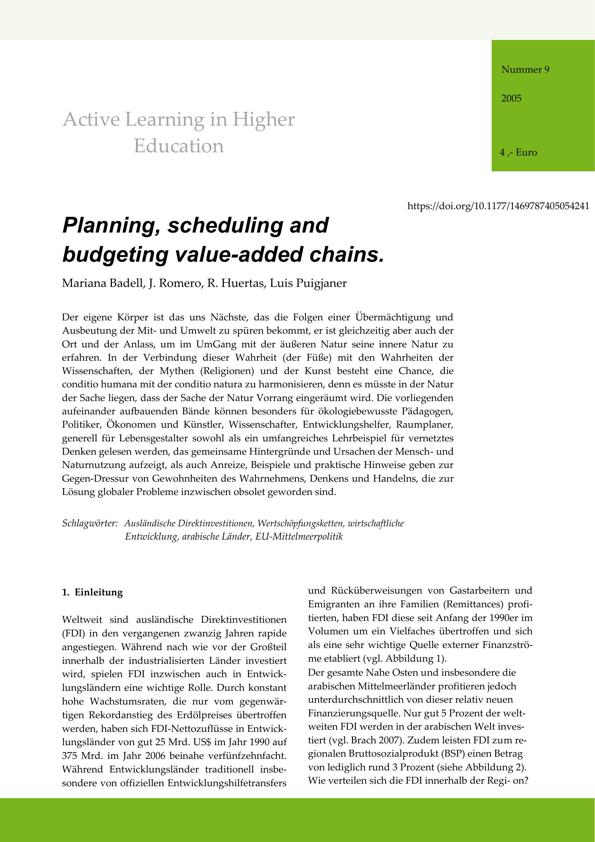 Nummer 9
2005
4 ,- Euro
Active Learning in Higher
Education
https://doi.org/10.1177/1469787405054241
Planning, scheduling and
budgeting value-added chains.
Mariana Badell, J. Romero, R. Huertas, Luis Puigjaner
Der eigene Körper ist das uns Nächste, das die Folgen einer Übermächtigung und
Ausbeutung der Mit- und Umwelt zu spüren bekommt, er ist gleichzeitig aber auch der
Ort und der Anlass, um im UmGang mit der äußeren Natur seine innere Natur zu
erfahren. In der Verbindung dieser Wahrheit (der Füße) mit den Wahrheiten der
Wissenschaften, der Mythen (Religionen) und der Kunst besteht eine Chance, die
conditio humana mit der conditio natura zu harmonisieren, denn es müsste in der Natur
der Sache liegen, dass der Sache der Natur Vorrang eingeräumt wird. Die vorliegenden
aufeinander aufbauenden Bände können besonders für ökologiebewusste Pädagogen,
Politiker, Ökonomen und Künstler, Wissenschafter, Entwicklungshelfer, Raumplaner,
generell für Lebensgestalter sowohl als ein umfangreiches Lehrbeispiel für vernetztes
Denken gelesen werden, das gemeinsame Hintergründe und Ursachen der Mensch- und
Naturnutzung aufzeigt, als auch Anreize, Beispiele und praktische Hinweise geben zur
Gegen-Dressur von Gewohnheiten des Wahrnehmens, Denkens und Handelns, die zur
Lösung globaler Probleme inzwischen obsolet geworden sind.
Schlagwörter: Ausländische Direktinvestitionen, Wertschöpfungsketten, wirtschaftliche
Entwicklung, arabische Länder, EU-Mittelmeerpolitik
1. Einleitung
Weltweit sind ausländische Direktinvestitionen
(FDI) in den vergangenen zwanzig Jahren rapide
angestiegen. Während nach wie vor der Großteil
innerhalb der industrialisierten Länder investiert
wird, spielen FDI inzwischen auch in Entwick-
lungsländern eine wichtige Rolle. Durch konstant
hohe Wachstumsraten, die nur vom gegenwär-
tigen Rekordanstieg des Erdölpreises übertroffen
werden, haben sich FDI-Nettozuflüsse in Entwick-
lungsländer von gut 25 Mrd. US$ im Jahr 1990 auf
375 Mrd. im Jahr 2006 beinahe verfünfzehnfacht.
Während Entwicklungsländer traditionell insbe-
sondere von offiziellen Entwicklungshilfetransfers
und Rücküberweisungen von Gastarbeitern und
Emigranten an ihre Familien (Remittances) profi-
tierten, haben FDI diese seit Anfang der 1990er im
Volumen um ein Vielfaches übertroffen und sich
als eine sehr wichtige Quelle externer Finanzströ-
me etabliert (vgl. Abbildung 1).
Der gesamte Nahe Osten und insbesondere die
arabischen Mittelmeerländer profitieren jedoch
unterdurchschnittlich von dieser relativ neuen
Finanzierungsquelle. Nur gut 5 Prozent der welt-
weiten FDI werden in der arabischen Welt inves-
tiert (vgl. Brach 2007). Zudem leisten FDI zum re-
gionalen Bruttosozialprodukt (BSP) einen Betrag
von lediglich rund 3 Prozent (siehe Abbildung 2).
Wie verteilen sich die FDI innerhalb der Regi- on?